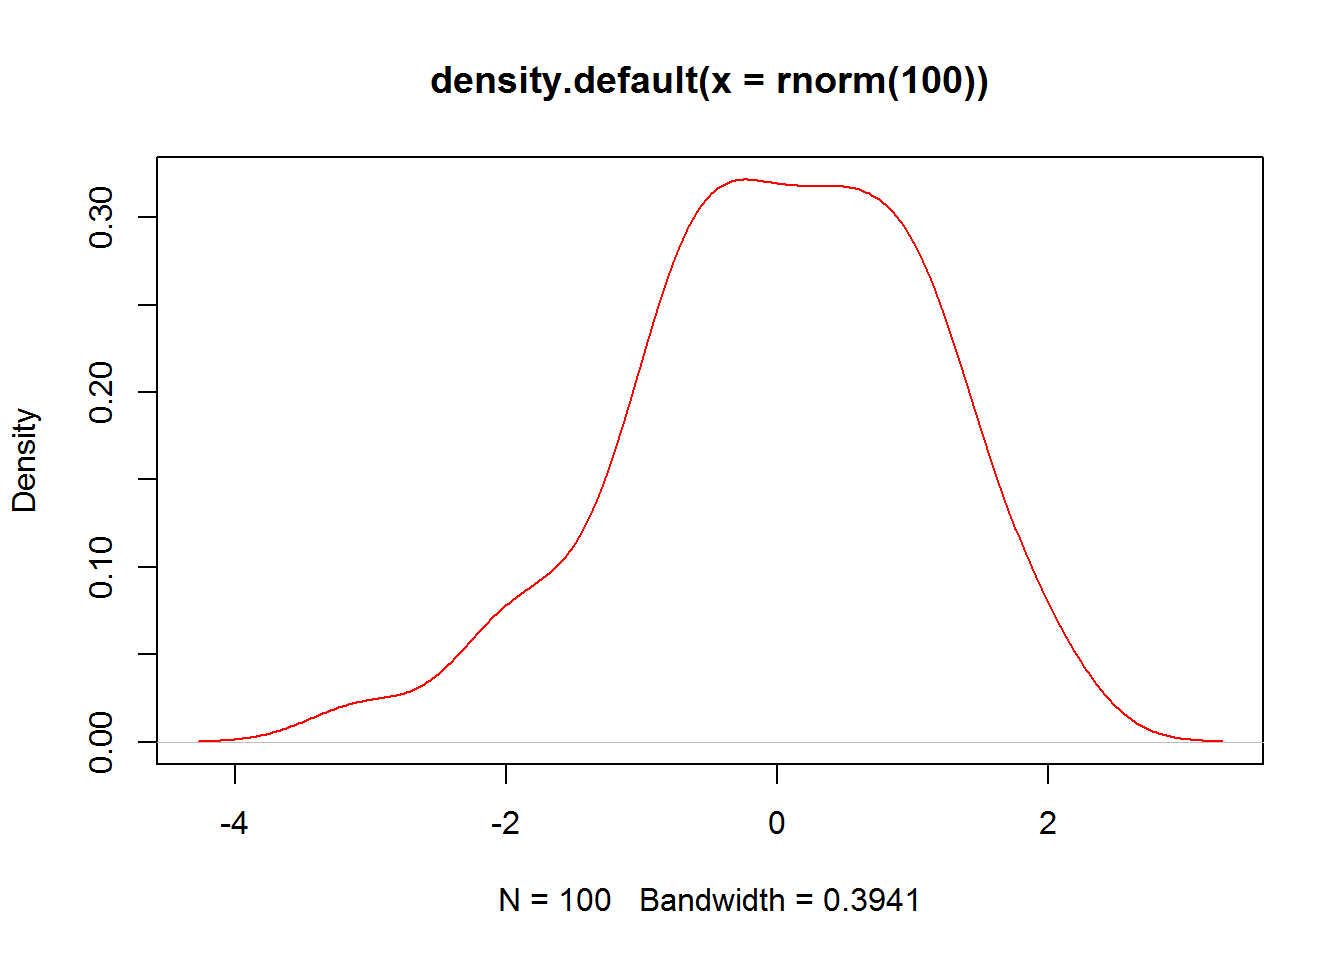 density.default(x = rnorm(100))
Density
0.30
0.20
0.10
0.00
-4 -2 0 2
N = 100 Bandwidth = 0.3941